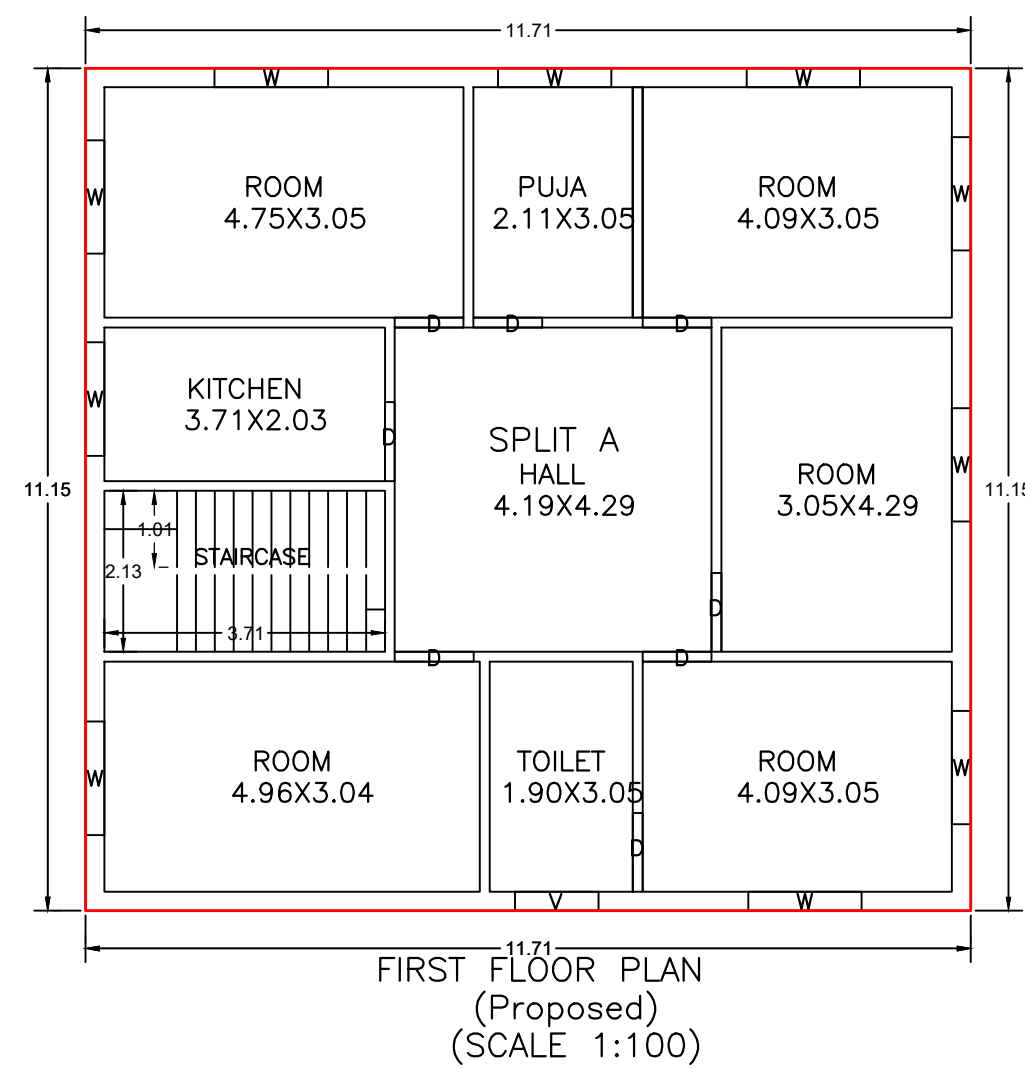 11.71
W W W
W W
ROOM
4.75X3.05
PUJA
2.11X3.05
ROOM
4.09X3.05
D D D
W
KITCHEN
3.71X2.03
D
SPLIT A
HALL
4.19X4.29
ROOM
3.05X4.29
W
11.15
11.15
1.01
STAIRCASE
2.13
3.71
D
D D
ROOM
4.96X3.04
TOILET
1.90X3.05
ROOM
4.09X3.05
W W
D
V W
11.71
FIRST FLOOR PLAN
(Proposed)
(SCALE 1:100)